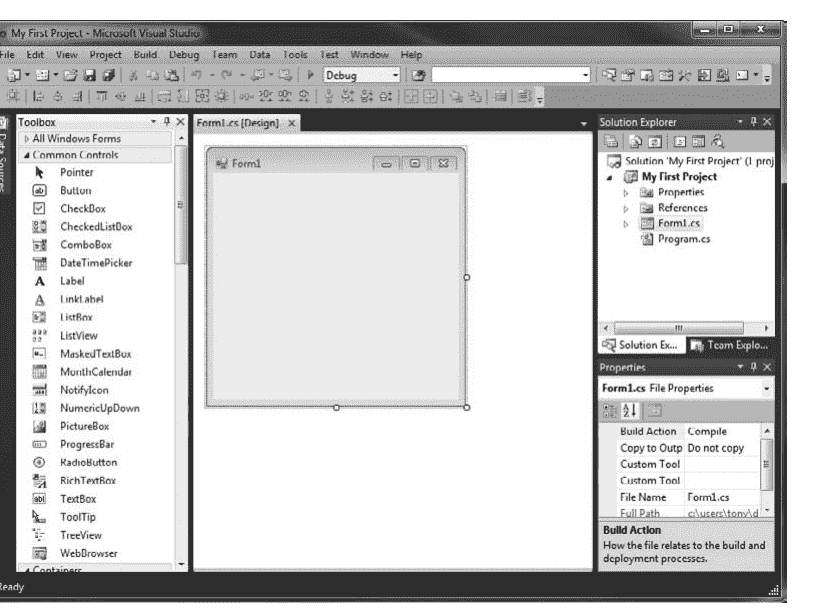 My First Project - Microsoft Visual Studio
File Edit View Project Build Debug Team Data Tools Test Window Help
Debug
Toolbox
All Windows Forms
Common Controls
Pointer
Button
CheckBox
CheckedListBox
ComboBox
DateTimePicker
Label
LinkLabel
ListBox
ListView
MaskedTextBox
MonthCalendar
NotifyIcon
NumericUpDown
PictureBox
ProgressBar
RadioButton
RichTextBox
TextBox
ToolTip
TreeView
WebBrowser
Containers
Data Sources
Form1.cs [Design]
Form1
Solution Explorer
Solution 'My First Project' (1 proj
My First Project
Properties
References
Form1.cs
Program.cs
Solution Ex... Team Explo...
Properties
Form1.cs File Properties
Build Action Compile
Copy to Outp Do not copy
Custom Tool
Custom Tool
File Name Form1.cs
Full Path c:\users\tony\d
Build Action
How the file relates to the build and
deployment processes.
Ready